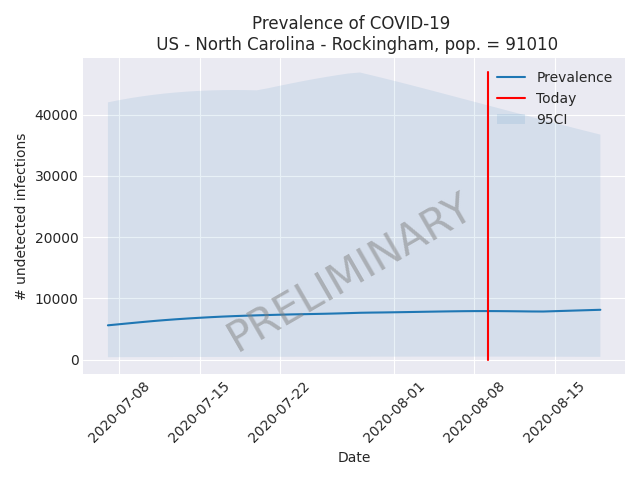 Prevalence of COVID-19
US - North Carolina - Rockingham, pop. = 91010
Prevalence
Today
95CI
40000
30000
20000
10000
0
# undetected infections
PRELIMINARY
2020-07-08
2020-07-15
2020-07-22
2020-08-01
2020-08-08
2020-08-15
Date